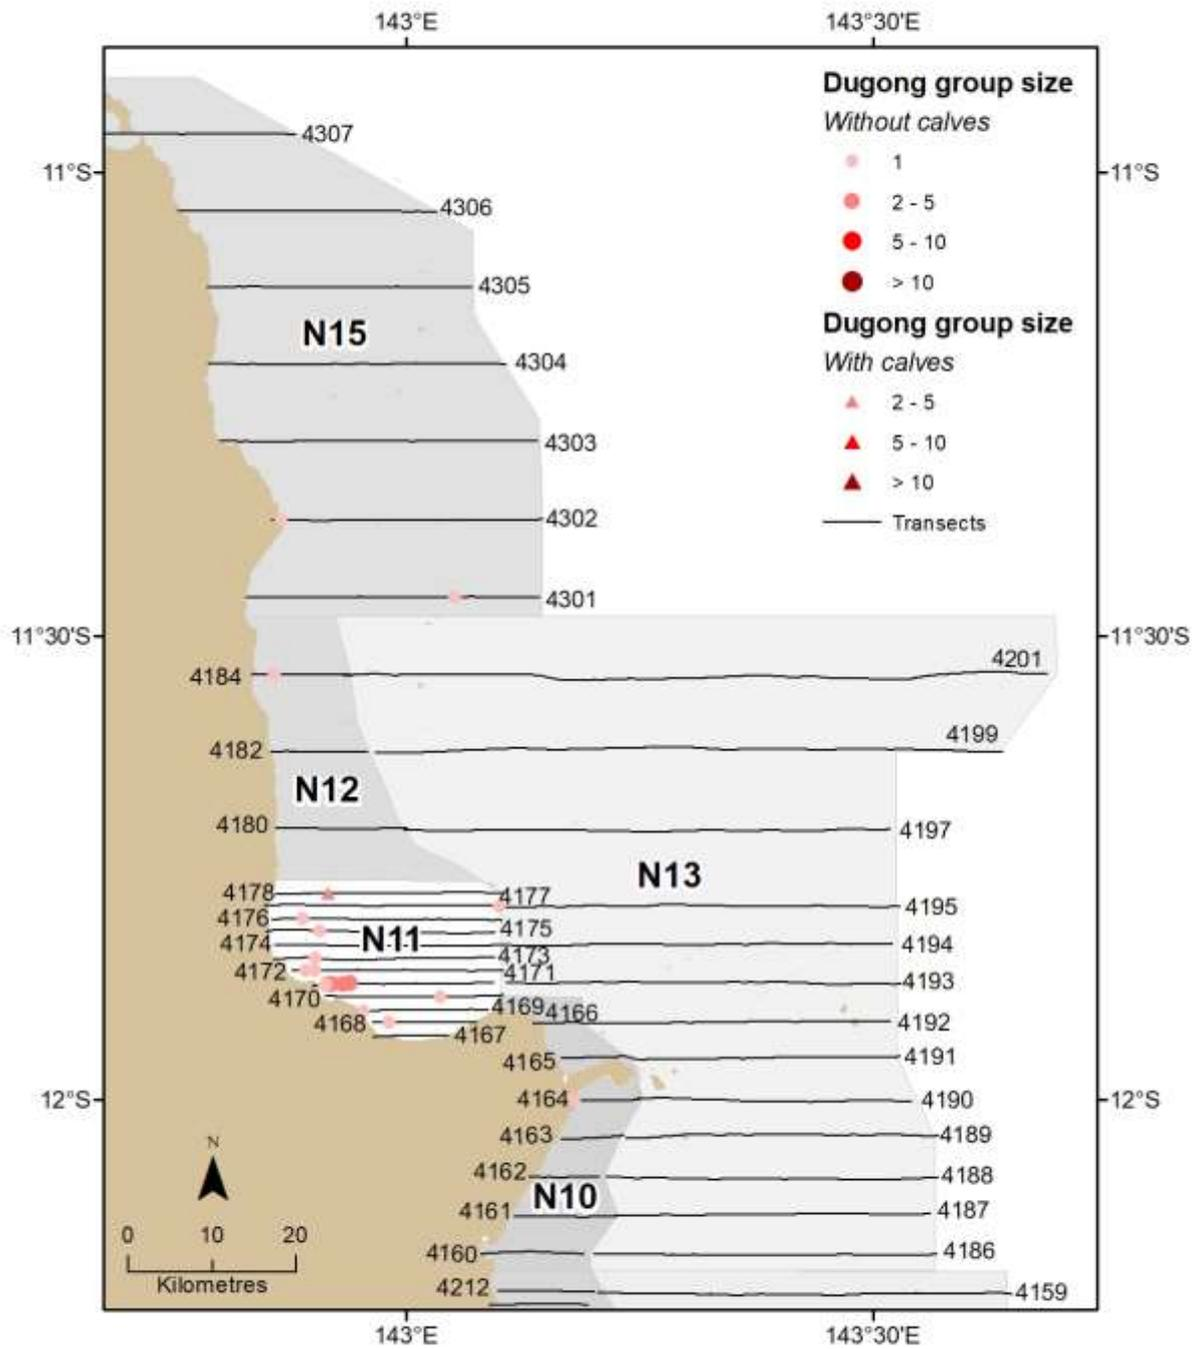 143°E
143°30'E
Dugong group size
Without calves
1
2 - 5
5 - 10
> 10
Dugong group size
With calves
2 - 5
5 - 10
> 10
Transects
4307
11°S
11°S
4306
4305
N15
4304
4303
4302
4301
11°30'S
11°30'S
4184
4201
4182
4199
N12
4180
4197
N13
4178
4177
4195
4176
4175
4174
N11
4194
4173
4172
4171
4193
4170
4169
4166
4168
4192
4167
4165
4191
12°S
4164
4190
12°S
4163
4189
N
4162
4188
N10
4161
4187
0 10 20
4160
4186
Kilometres
4212
4159
143°E
143°30'E